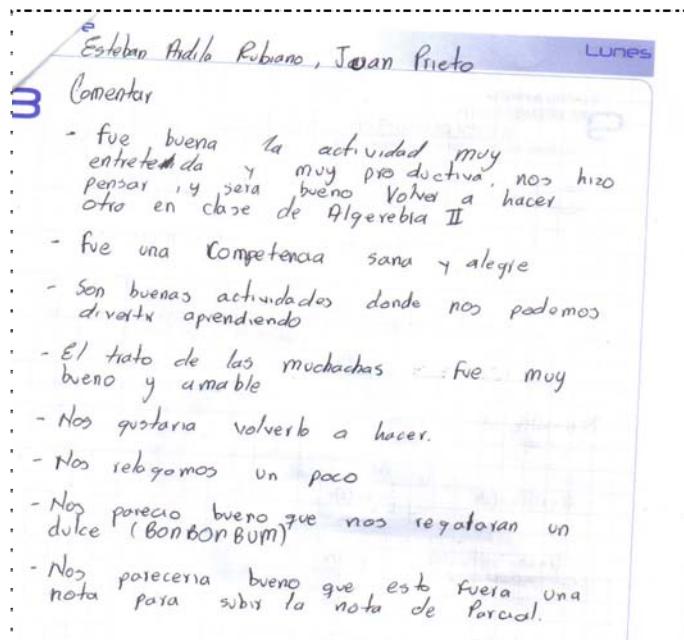 Esteban Ardila Rubiano, Juan Prieto
Lunes
Comentar
- fue buena la actividad muy
entretenida y muy productiva, nos hizo
pensar, y sera bueno Volver a hacer
otro en clase de Algerebla II
- fue una Competencia sana y alegre
- Son buenas actividades donde nos podemos
divertir aprendiendo
- El trato de las muchachas fue muy
bueno y amable
- Nos gustaria volverlo a hacer.
- Nos relagamos un poco
- Nos parecio bueno que nos regalaran un
dulce (BonBonBum)
- Nos pareceria bueno que esto fuera una
nota para subir la nota de Parcial.